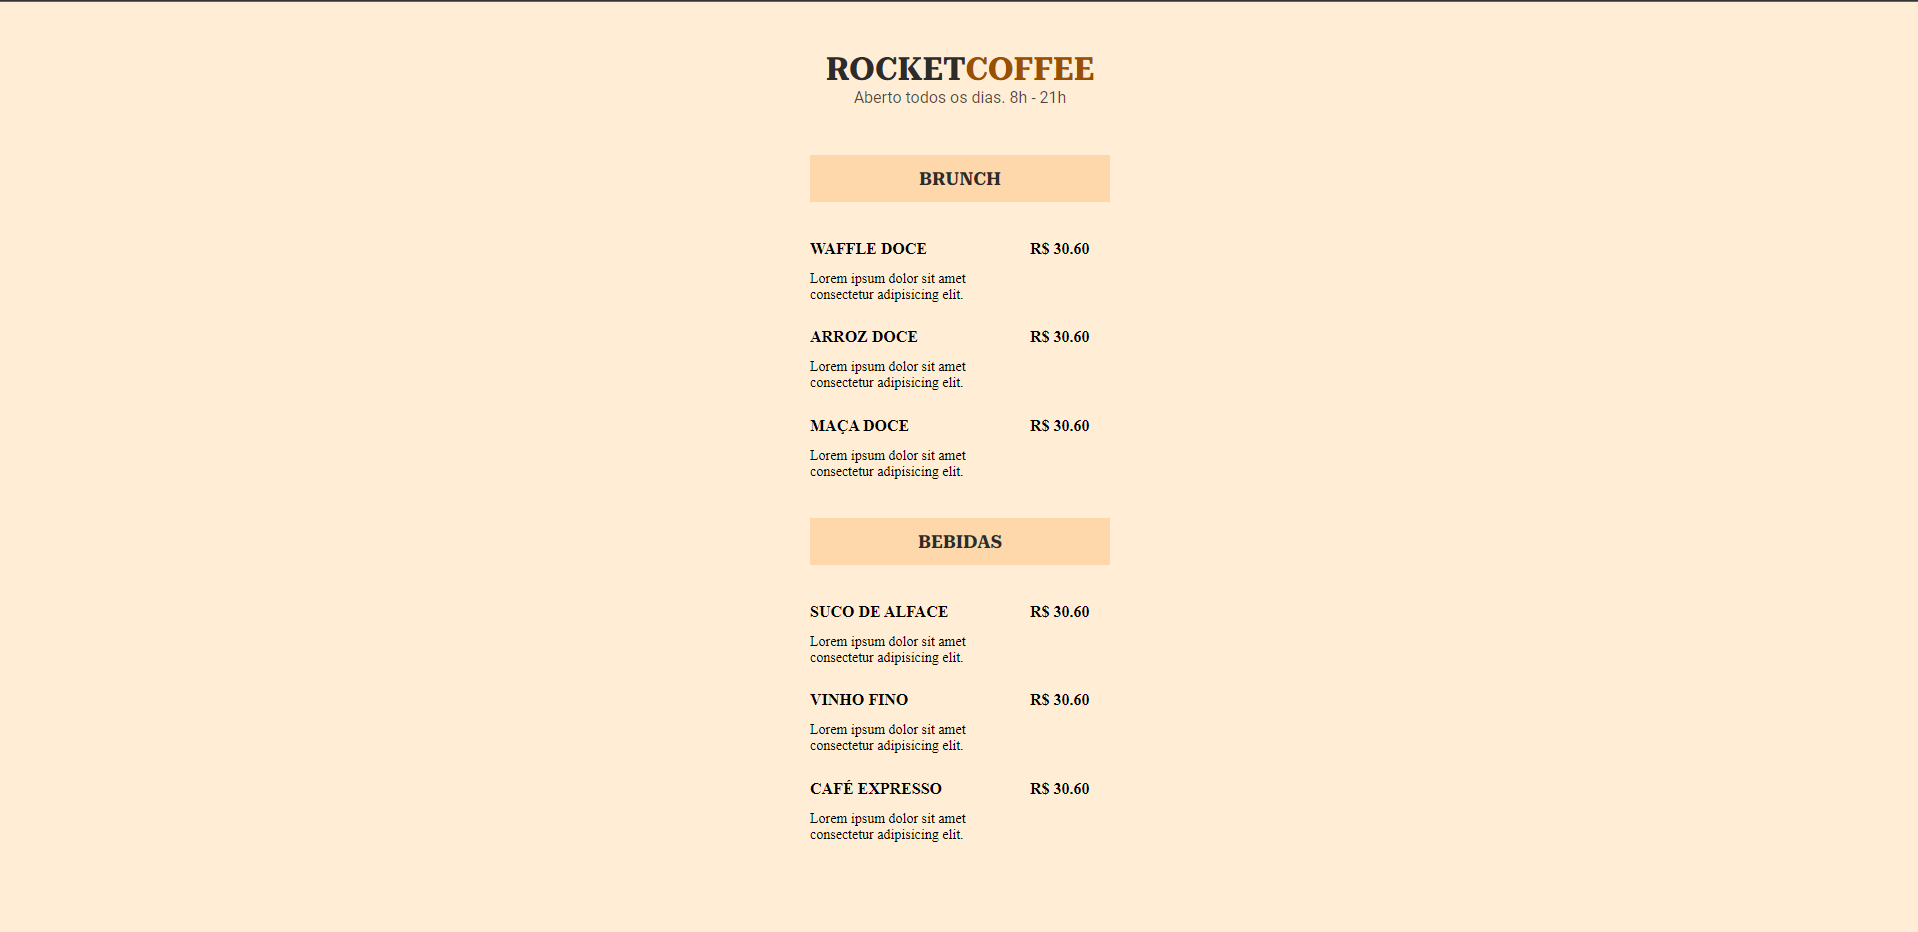 ROCKETCOFFEE
Aberto todos os dias. 8h - 21h
BRUNCH
WAFFLE DOCE R$ 30.60
Lorem ipsum dolor sit amet
consectetur adipisicing elit.
ARROZ DOCE R$ 30.60
Lorem ipsum dolor sit amet
consectetur adipisicing elit.
MAÇA DOCE R$ 30.60
Lorem ipsum dolor sit amet
consectetur adipisicing elit.
BEBIDAS
SUCO DE ALFACE R$ 30.60
Lorem ipsum dolor sit amet
consectetur adipisicing elit.
VINHO FINO R$ 30.60
Lorem ipsum dolor sit amet
consectetur adipisicing elit.
CAFÉ EXPRESSO R$ 30.60
Lorem ipsum dolor sit amet
consectetur adipisicing elit.